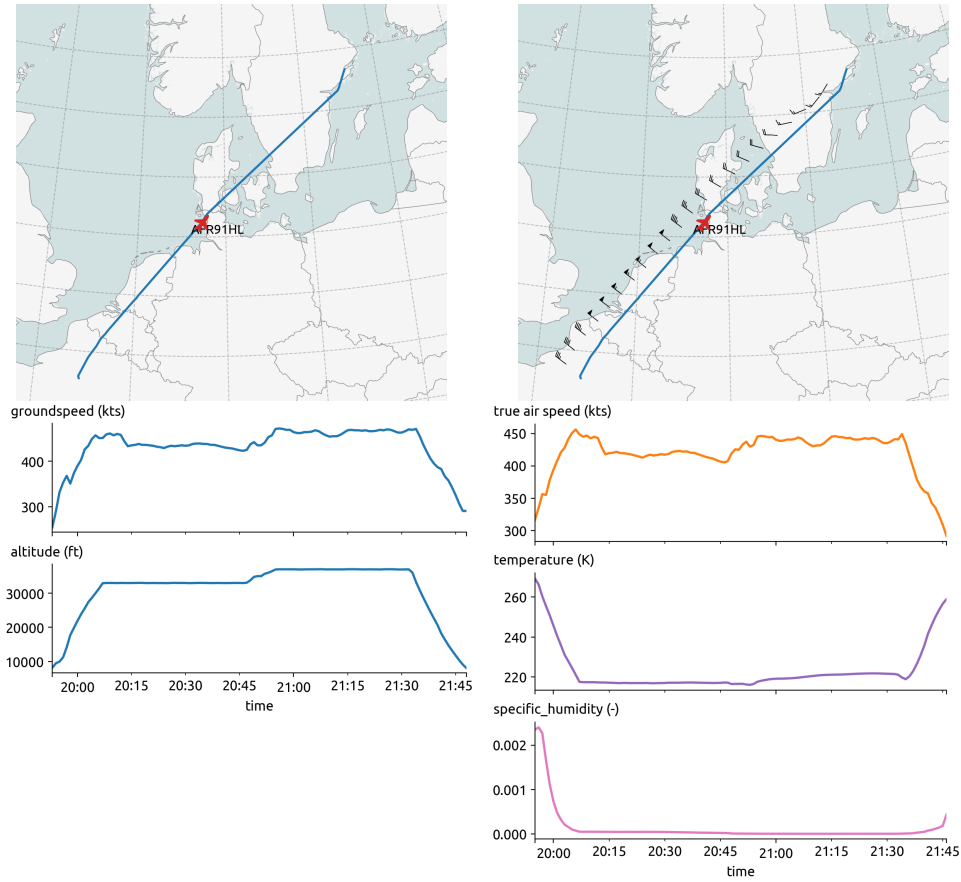 AFR91HL
AFR91HL
groundspeed (kts)
400
300
altitude (ft)
30000
20000
10000
20:00 20:15 20:30 20:45 21:00 21:15 21:30 21:45
time
true air speed (kts)
450
400
350
300
temperature (K)
260
240
220
specific_humidity (-)
0.002
0.001
0.000
20:00 20:15 20:30 20:45 21:00 21:15 21:30 21:45
time